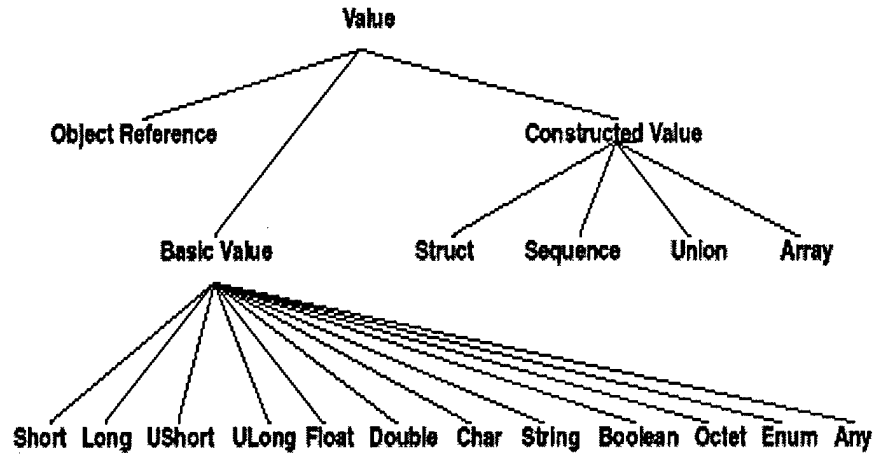 Value
Object Reference Constructed Value
Basic Value Struct Sequence Union Array
Short Long UShort ULong Float Double Char String Boolean Octet Enum Any